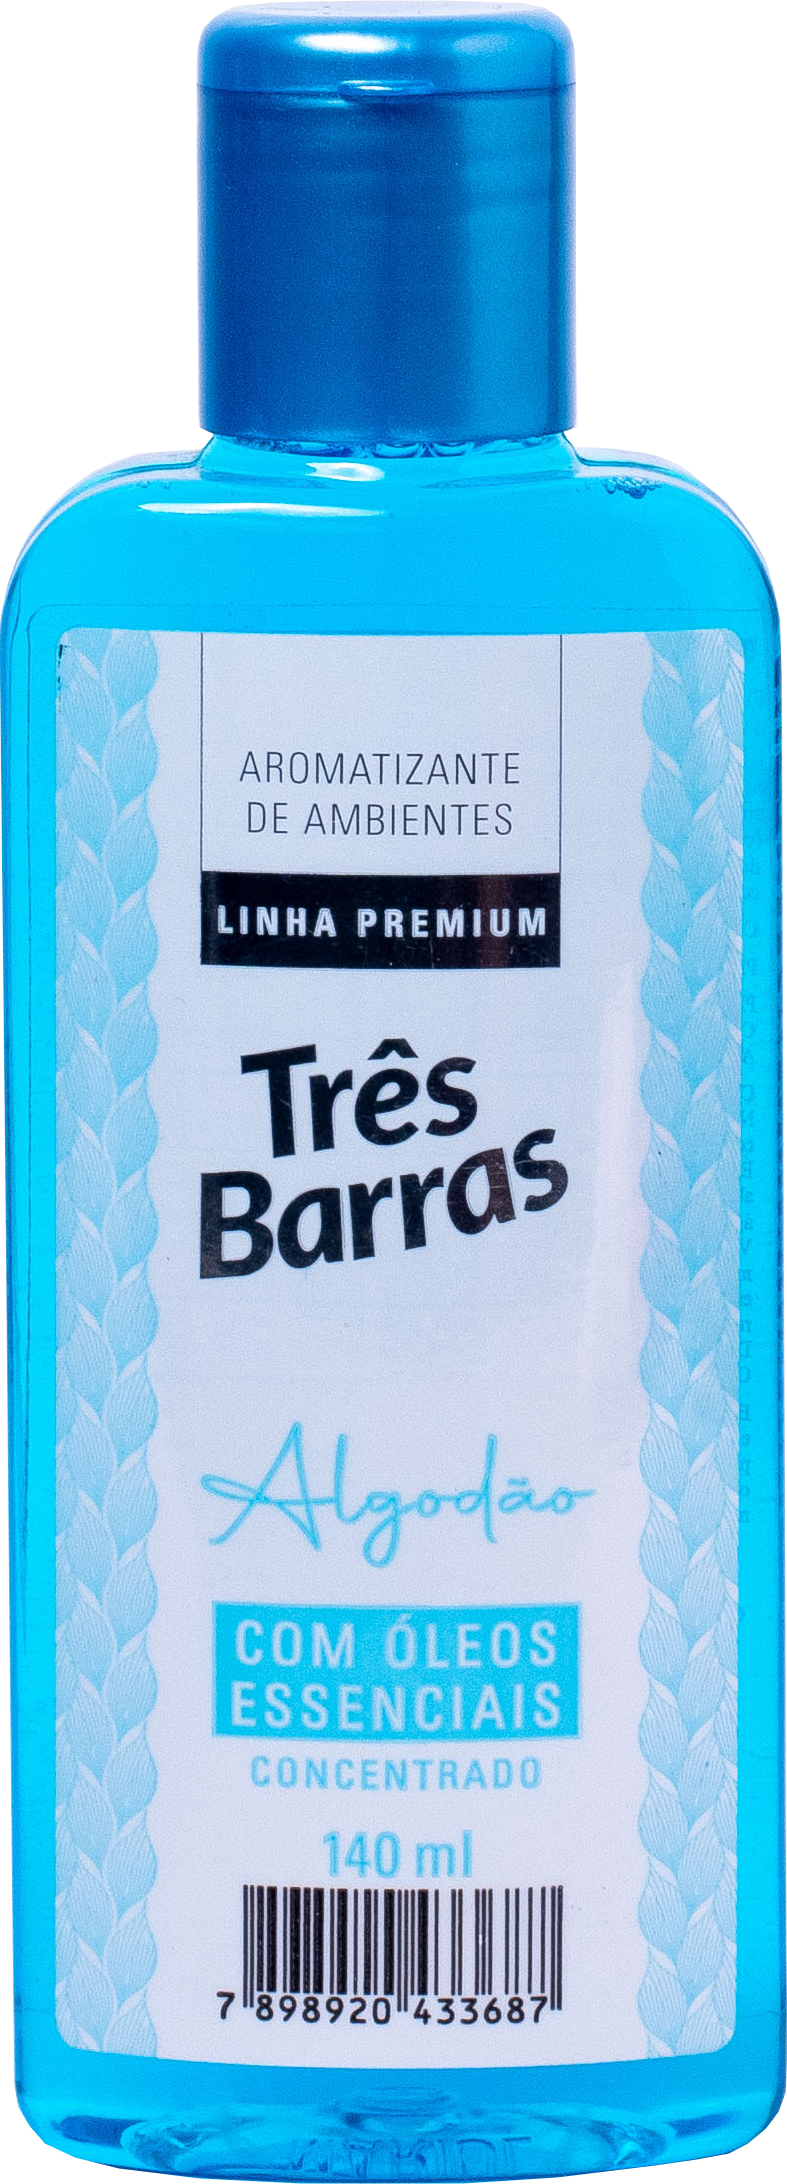 AROMATIZANTE
DE AMBIENTES
LINHA PREMIUM
Três
Barras
Algodão
COM ÓLEOS
ESSENCIAIS
CONCENTRADO
140 ml
7 898920 433687